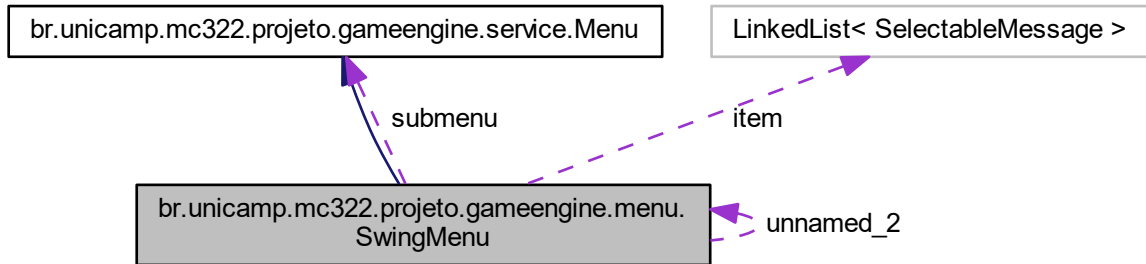 br.unicamp.mc322.projeto.gameengine.service.Menu
LinkedList< SelectableMessage >
submenu
item
br.unicamp.mc322.projeto.gameengine.menu.
SwingMenu
unnamed_2